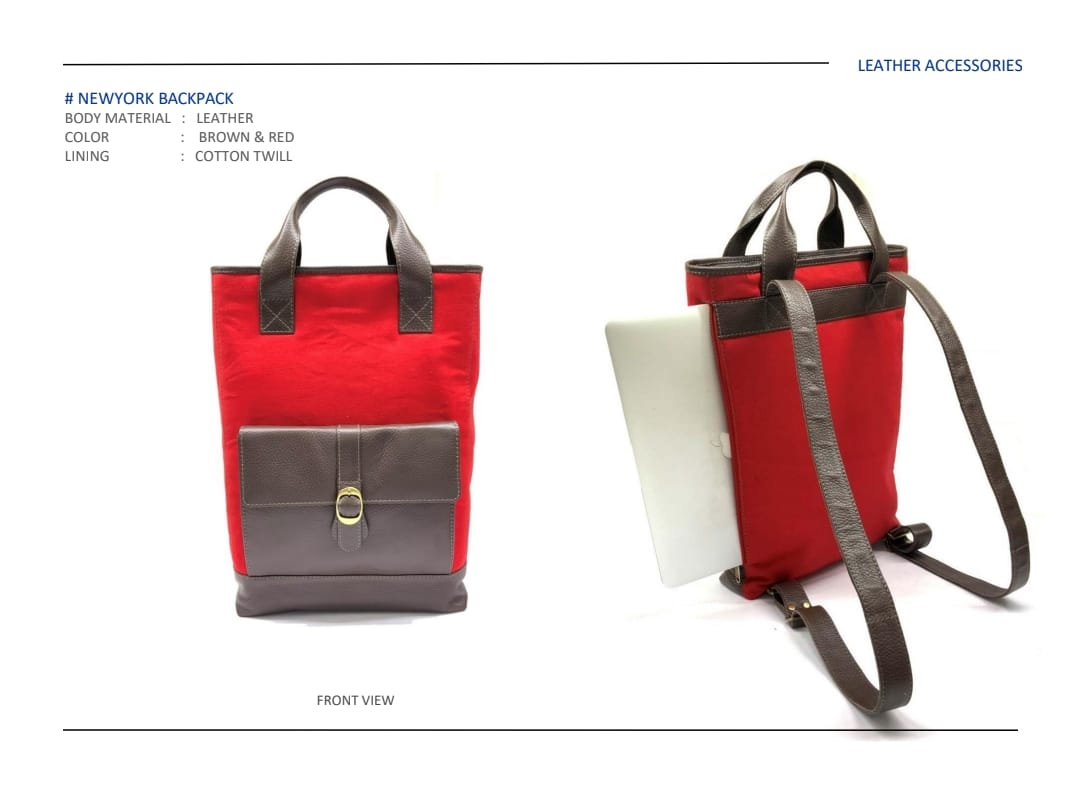 LEATHER ACCESSORIES
# NEWYORK BACKPACK
BODY MATERIAL : LEATHER
COLOR : BROWN & RED
LINING : COTTON TWILL
FRONT VIEW